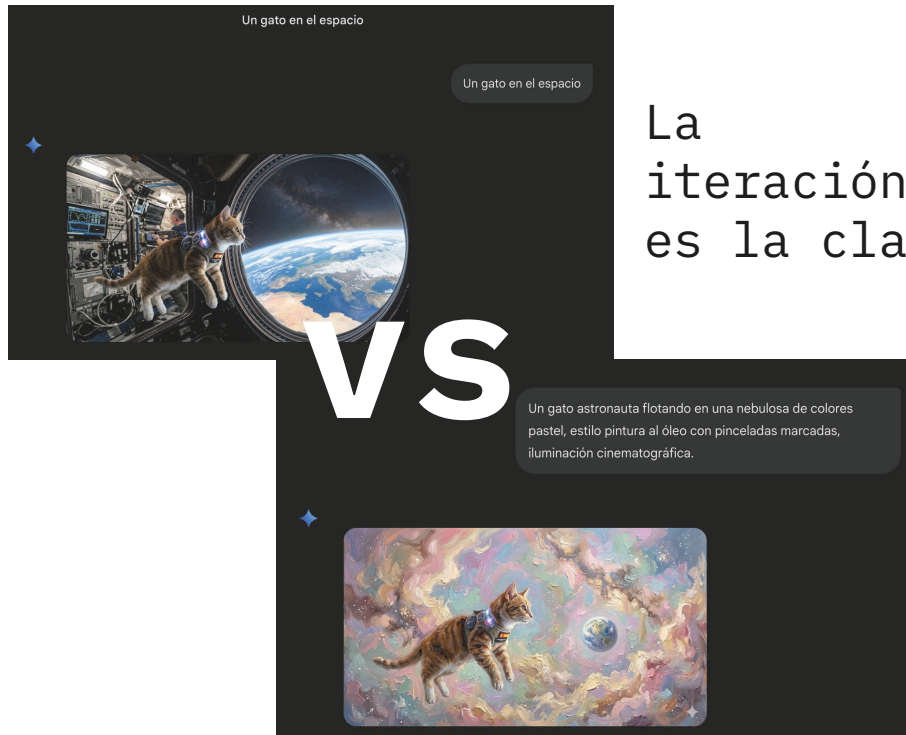 Un gato en el espacio
Un gato en el espacio
La
iteración
es la cla
vs
Un gato astronauta flotando en una nebulosa de colores
pastel, estilo pintura al óleo con pinceladas marcadas,
iluminación cinematográfica.